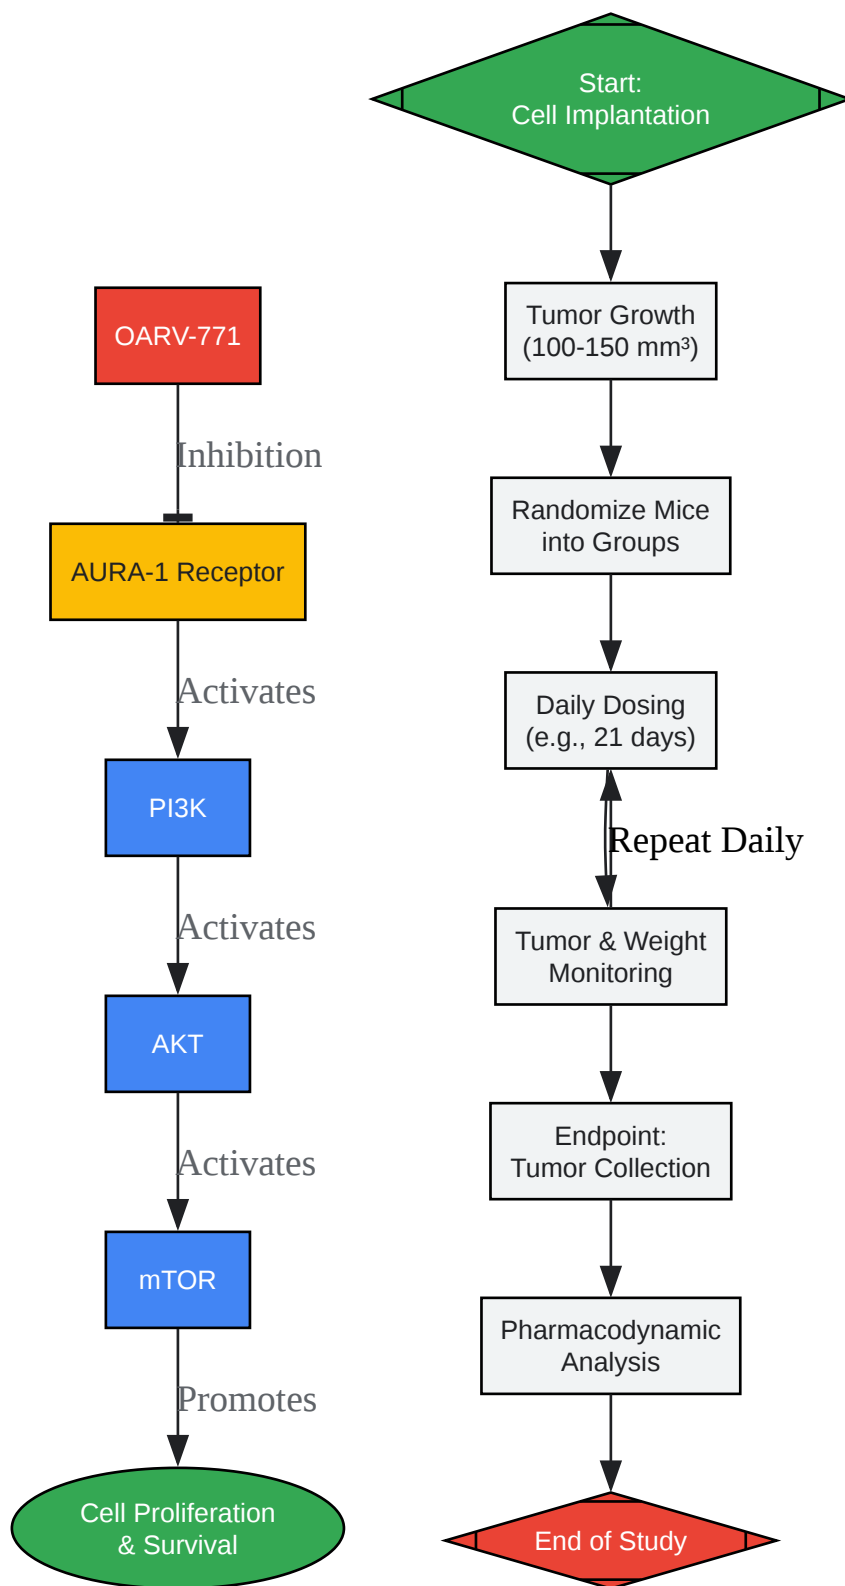 OARV-771
Inhibition
AURA-1 Receptor
Activates
PI3K
Activates
AKT
Activates
mTOR
Promotes
Cell Proliferation
& Survival
Start:
Cell Implantation
Tumor Growth
(100-150 mm³)
Randomize Mice
into Groups
Daily Dosing
(e.g., 21 days)
Repeat Daily
Tumor & Weight
Monitoring
Endpoint:
Tumor Collection
Pharmacodynamic
Analysis
End of Study